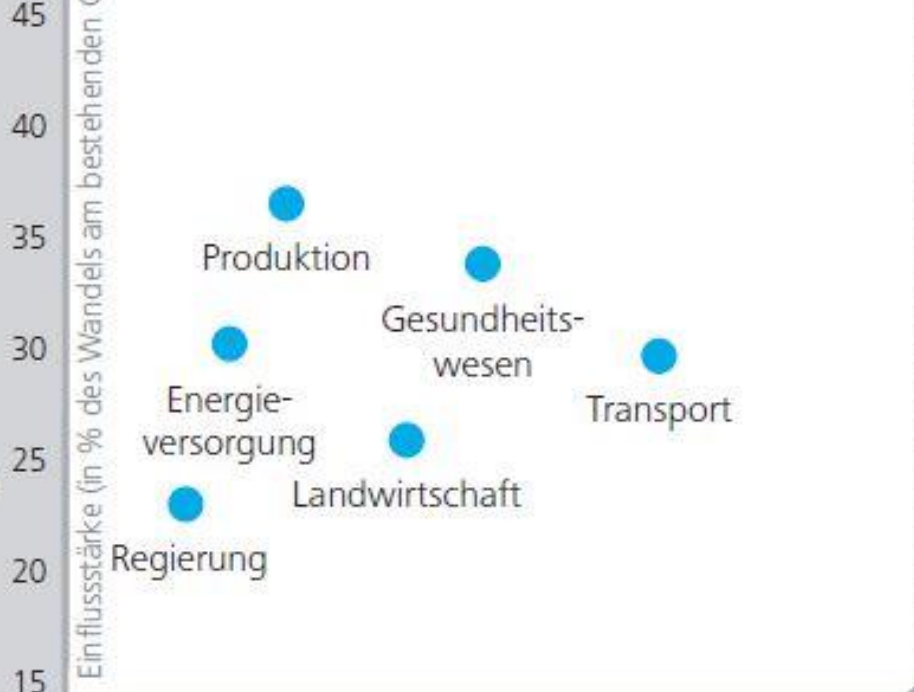 45
40
35
30
25
20
15
Einflussstärke (in % des Wandels am bestehenden
Produktion
Gesundheits-
wesen
Energie-
versorgung
Transport
Landwirtschaft
Regierung